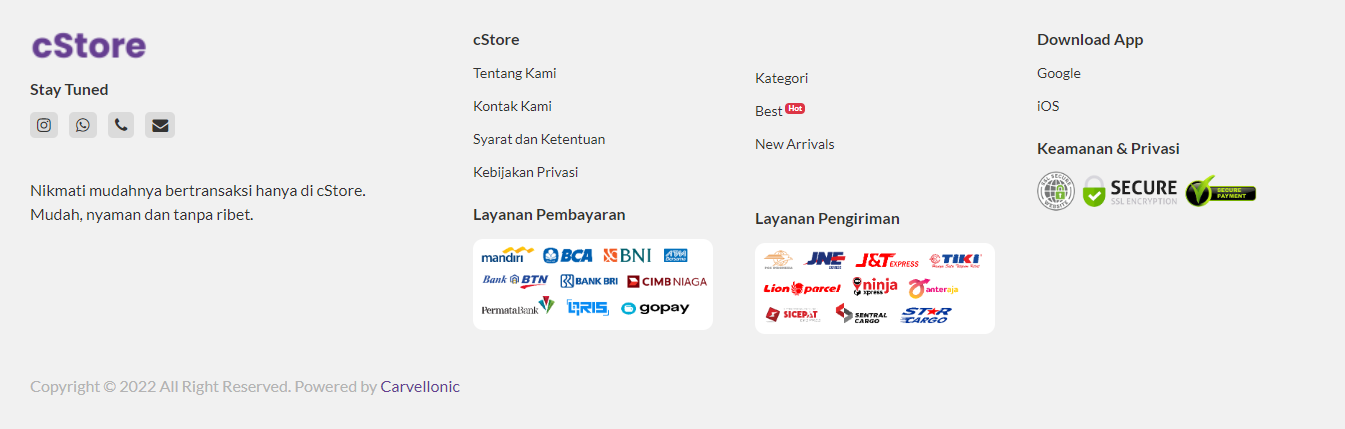 cStore
Stay Tuned
Nikmati mudahnya bertransaksi hanya di cStore.
Mudah, nyaman dan tanpa ribet.
cStore
Tentang Kami
Kontak Kami
Syarat dan Ketentuan
Kebijakan Privasi
Layanan Pembayaran
mandiri BCA BNI ATM Bersama
Bank BTN BANK BRI CIMB NIAGA
PermataBank QRIS gopay
Kategori
Best Hot
New Arrivals
Layanan Pengiriman
JNE EXPRESS J&T EXPRESS TIKI
Lion parcel ninja xpress anteraja
SICEPAT SENTRAL CARGO STAR CARGO
Download App
Google
iOS
Keamanan & Privasi
SSL SECURE WEBSITE SECURE SSL ENCRYPTION SECURE PAYMENT
Copyright © 2022 All Right Reserved. Powered by Carvellonic